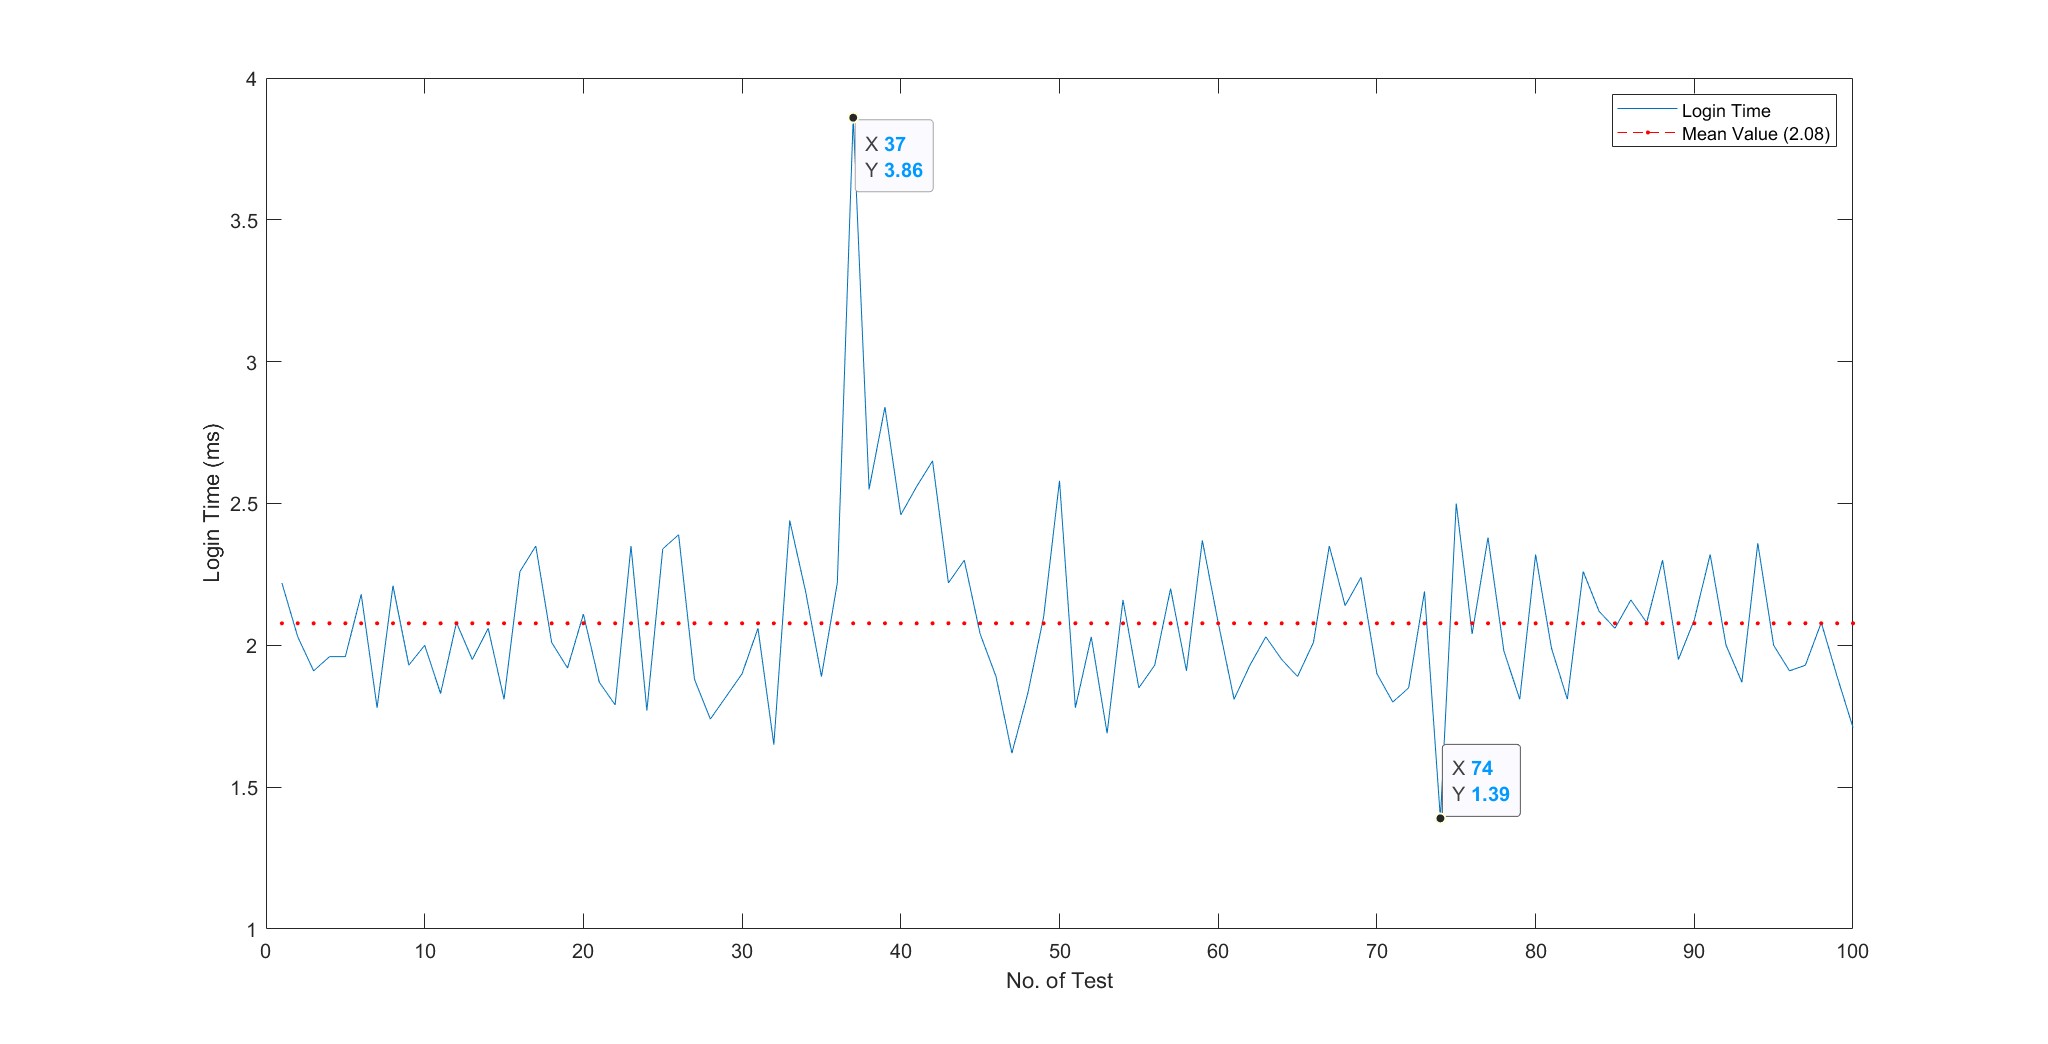 4
3.5
3
2.5
2
1.5
1
Login Time (ms)
0 10 20 30 40 50 60 70 80 90 100
No. of Test
Login Time
Mean Value (2.08)
X 37
Y 3.86
X 74
Y 1.39